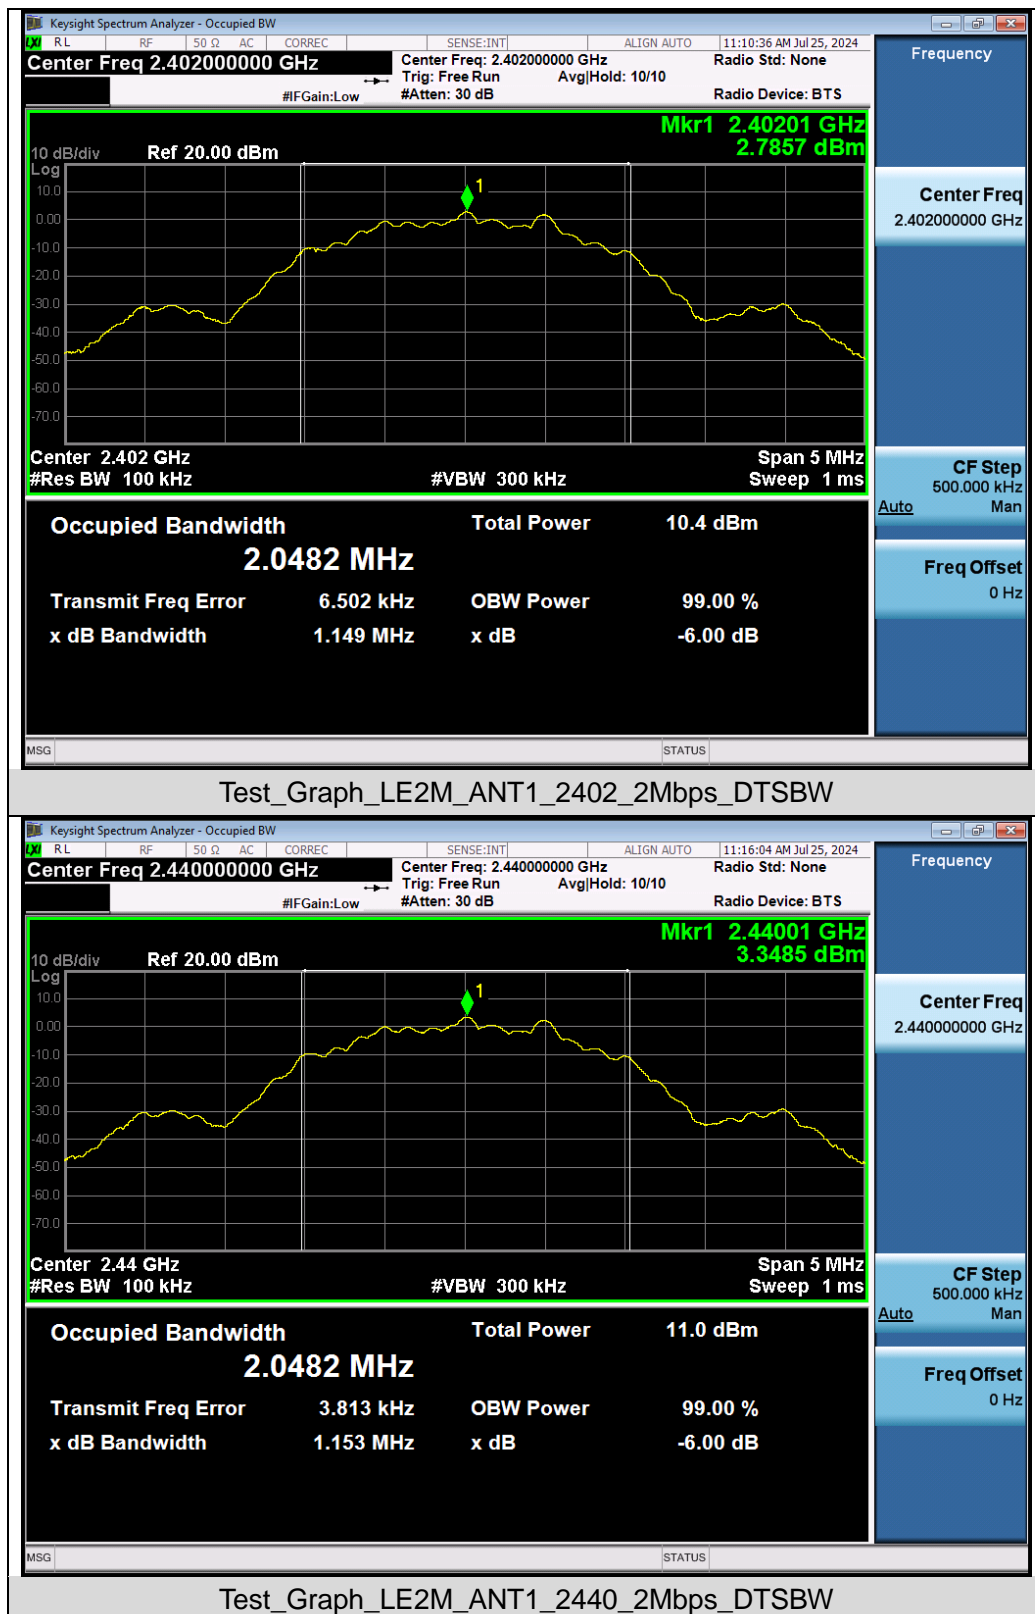 Keysight Spectrum Analyzer - Occupied BW
LXI RL RF 50 Ω AC CORREC SENSE:INT ALIGN AUTO 11:10:36 AM Jul 25, 2024
Center Freq 2.402000000 GHz
Center Freq: 2.402000000 GHz
Radio Std: None
Trig: Free Run Avg|Hold: 10/10
#IFGain:Low
#Atten: 30 dB
Radio Device: BTS
Frequency
Mkr1 2.40201 GHz
2.7857 dBm
10 dB/div Ref 20.00 dBm
Log
10.0
0.00
-10.0
-20.0
-30.0
-40.0
-50.0
-60.0
-70.0
1
Center Freq
2.402000000 GHz
Center 2.402 GHz
Span 5 MHz
#Res BW 100 kHz
#VBW 300 kHz
Sweep 1 ms
CF Step
500.000 kHz
Auto Man
Occupied Bandwidth
Total Power 10.4 dBm
2.0482 MHz
Freq Offset
0 Hz
Transmit Freq Error 6.502 kHz OBW Power 99.00 %
x dB Bandwidth 1.149 MHz x dB -6.00 dB
MSG STATUS
Test_Graph_LE2M_ANT1_2402_2Mbps_DTSBW
Keysight Spectrum Analyzer - Occupied BW
LXI RL RF 50 Ω AC CORREC SENSE:INT ALIGN AUTO 11:16:04 AM Jul 25, 2024
Center Freq 2.440000000 GHz
Center Freq: 2.440000000 GHz
Radio Std: None
Trig: Free Run Avg|Hold: 10/10
#IFGain:Low
#Atten: 30 dB
Radio Device: BTS
Frequency
Mkr1 2.44001 GHz
3.3485 dBm
10 dB/div Ref 20.00 dBm
Log
10.0
0.00
-10.0
-20.0
-30.0
-40.0
-50.0
-60.0
-70.0
1
Center Freq
2.440000000 GHz
Center 2.44 GHz
Span 5 MHz
#Res BW 100 kHz
#VBW 300 kHz
Sweep 1 ms
CF Step
500.000 kHz
Auto Man
Occupied Bandwidth
Total Power 11.0 dBm
2.0482 MHz
Freq Offset
0 Hz
Transmit Freq Error 3.813 kHz OBW Power 99.00 %
x dB Bandwidth 1.153 MHz x dB -6.00 dB
MSG STATUS
Test_Graph_LE2M_ANT1_2440_2Mbps_DTSBW